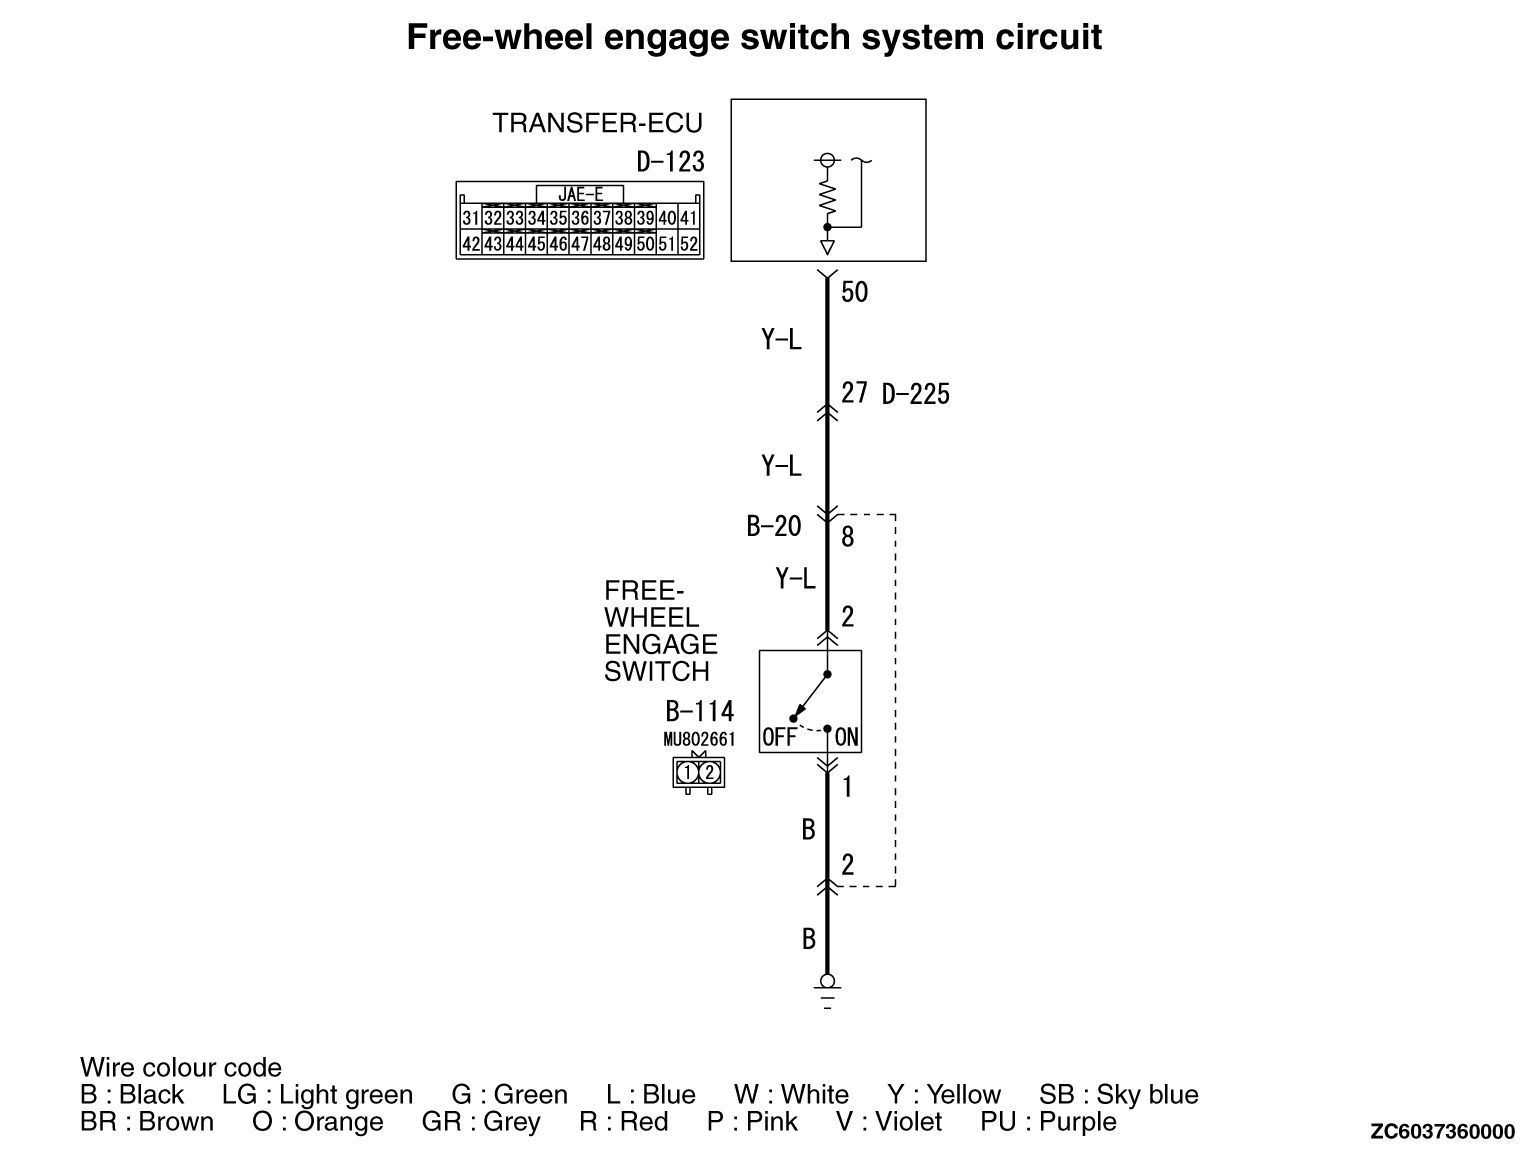 Free-wheel engage switch system circuit
TRANSFER-ECU
D-123
JAE-E
31 32 33 34 35 36 37 38 39 40 41
42 43 44 45 46 47 48 49 50 51 52
50
Y-L
27 D-225
Y-L
B-20
8
Y-L
2
FREE-
WHEEL
ENGAGE
SWITCH
B-114
MU802661
1 2
OFF ON
1
B
2
B
Wire colour code
B : Black LG : Light green G : Green L : Blue W : White Y : Yellow SB : Sky blue
BR : Brown O : Orange GR : Grey R : Red P : Pink V : Violet PU : Purple
ZC6037360000